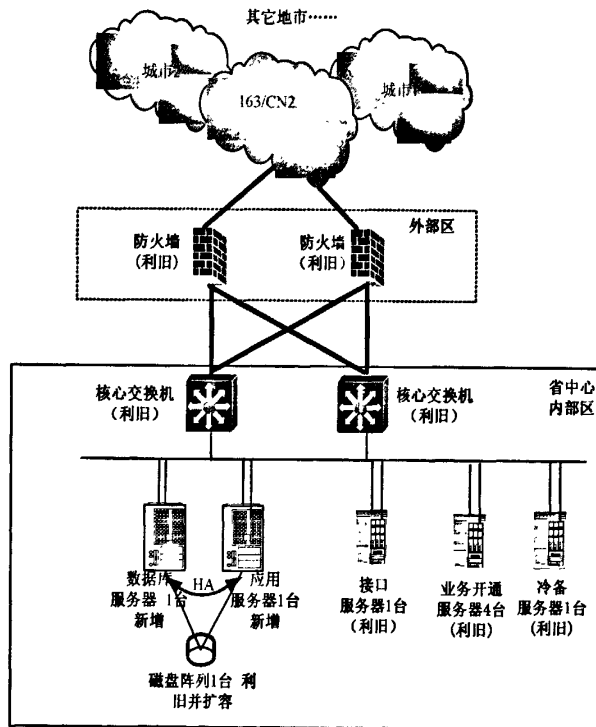 其它地市……
城市2
163/CN2
城市
外部区
防火墙
(利旧)
防火墙
(利旧)
核心交换机
(利旧)
核心交换机
(利旧)
省中心
内部区
数据库
服务器 1台
新增
HA
应用
服务器1台
新增
接口
服务器1台
(利旧)
业务开通
服务器4台
(利旧)
冷备
服务器1台
(利旧)
磁盘阵列1台 利
旧并扩容